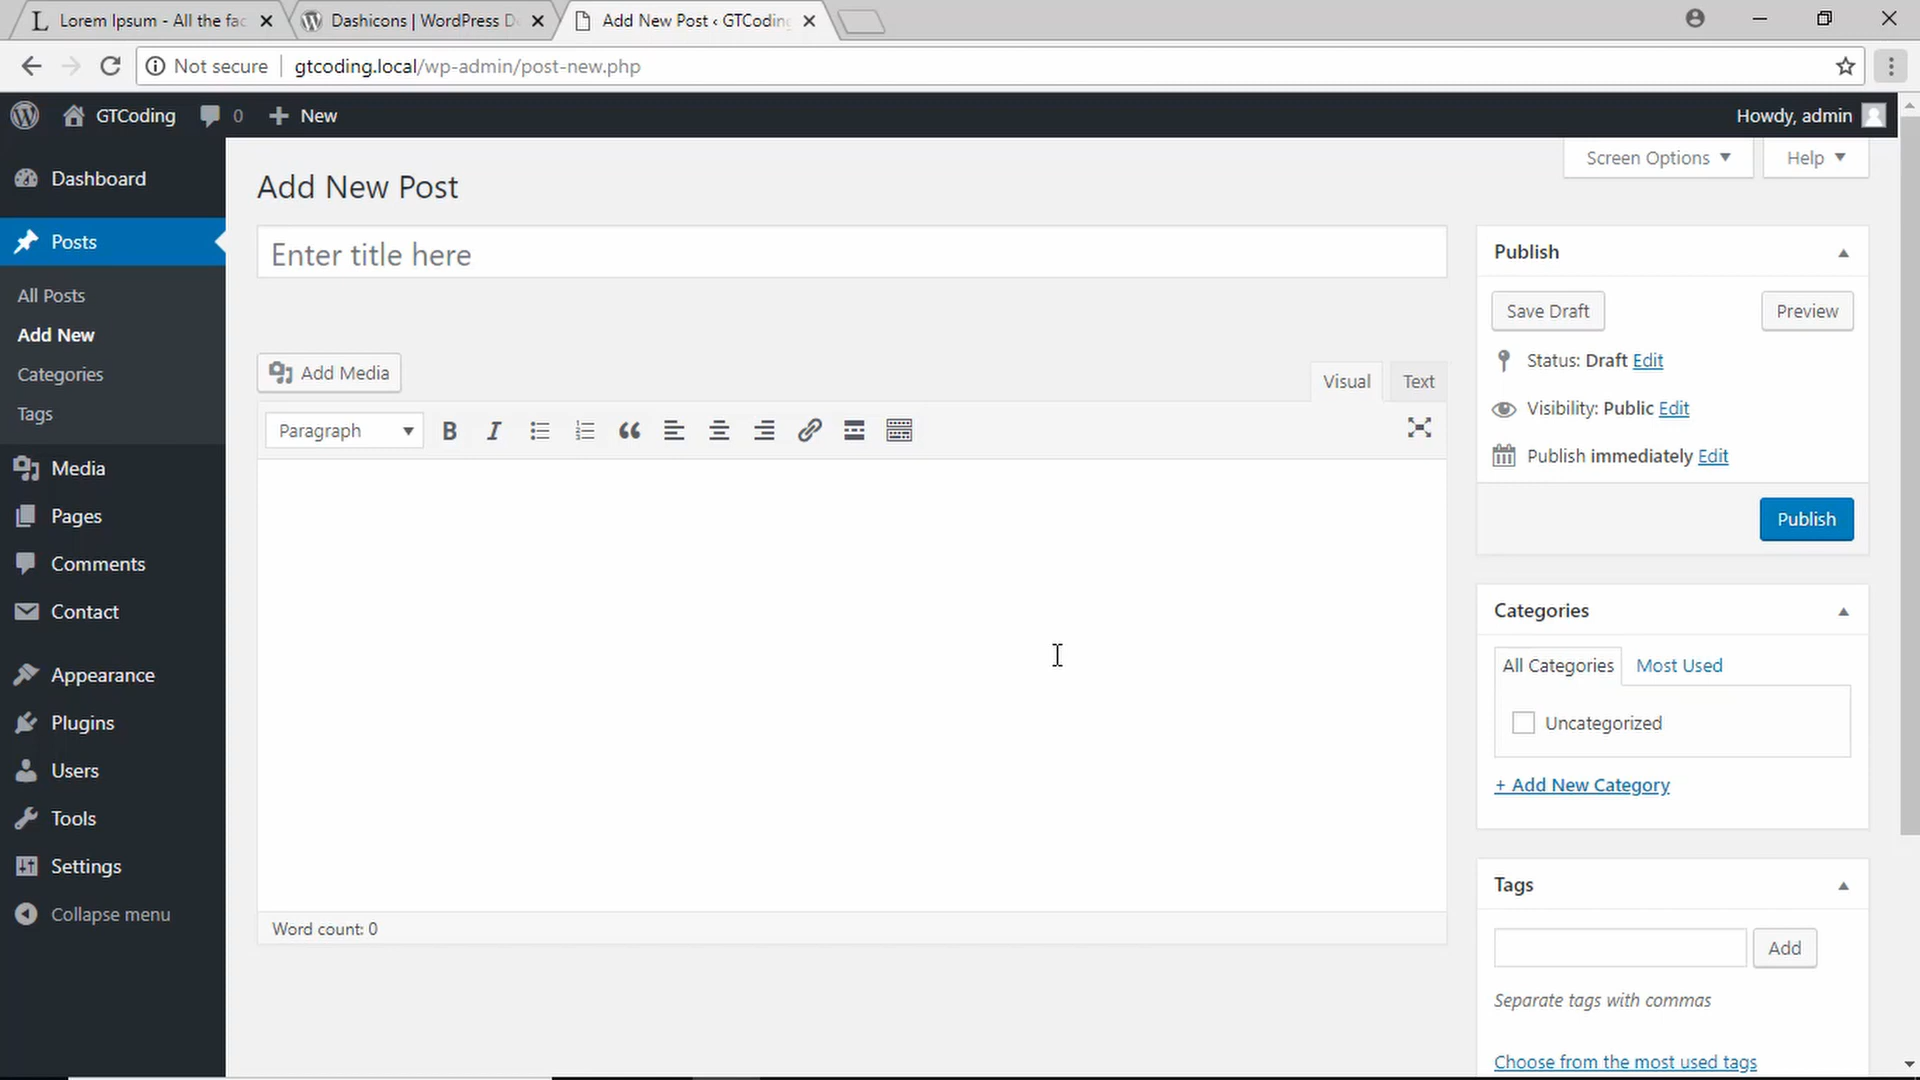 Lorem Ipsum - All the fac
Dashicons | WordPress D
Add New Post ‹ GTCoding
Not secure
gtcoding.local/wp-admin/post-new.php
GTCoding
0
New
Howdy, admin
Screen Options
Help
Dashboard
Posts
All Posts
Add New
Categories
Tags
Media
Pages
Comments
Contact
Appearance
Plugins
Users
Tools
Settings
Collapse menu
Add New Post
Enter title here
Add Media
Visual
Text
Paragraph
B
I
Word count: 0
Publish
Save Draft
Preview
Status: Draft Edit
Visibility: Public Edit
Publish immediately Edit
Publish
Categories
All Categories
Most Used
Uncategorized
+ Add New Category
Tags
Add
Separate tags with commas
Choose from the most used tags